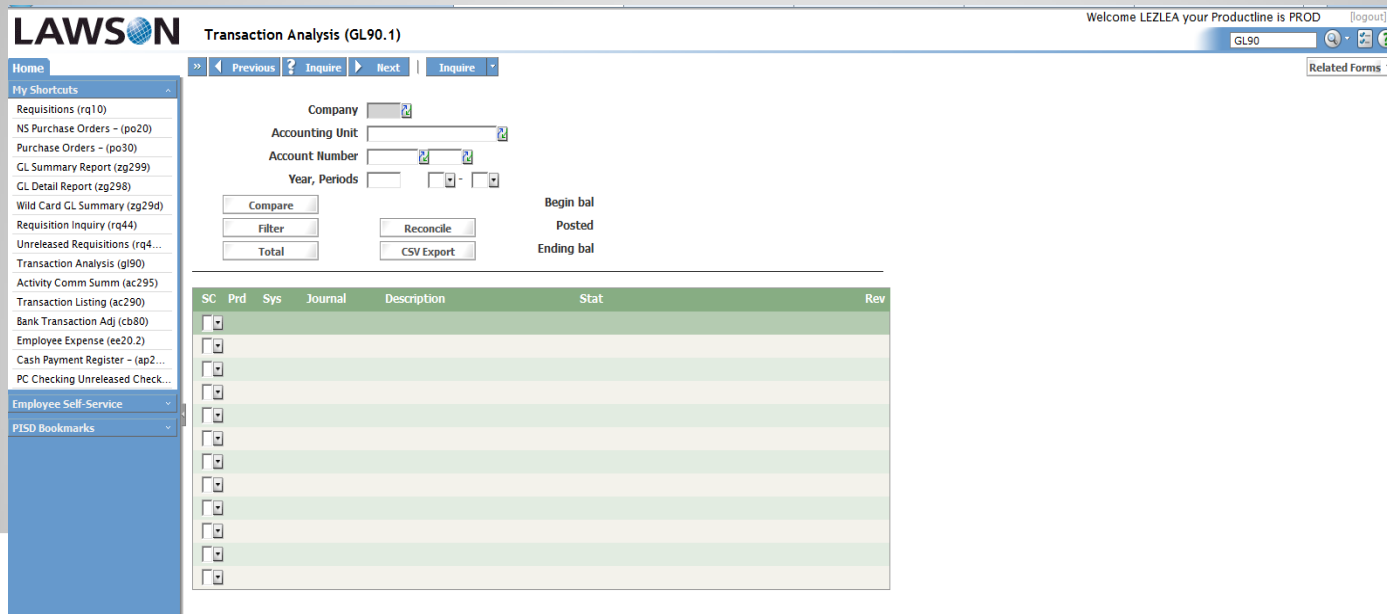 Welcome LEZLEA your Productline is PROD [logout]
LAWSON Transaction Analysis (GL90.1)
GL90
Home
» Previous ? Inquire Next | Inquire
Related Forms
My Shortcuts
Requisitions (rq10)
NS Purchase Orders - (po20)
Purchase Orders - (po30)
GL Summary Report (zg299)
GL Detail Report (zg298)
Wild Card GL Summary (zg29d)
Requisition Inquiry (rq44)
Unreleased Requisitions (rq4...
Transaction Analysis (gl90)
Activity Comm Summ (ac295)
Transaction Listing (ac290)
Bank Transaction Adj (cb80)
Employee Expense (ee20.2)
Cash Payment Register - (ap2...
PC Checking Unreleased Check...
Employee Self-Service
PISD Bookmarks
Company
Accounting Unit
Account Number
Year, Periods -
Compare Begin bal
Filter Reconcile Posted
Total CSV Export Ending bal
SC Prd Sys Journal Description Stat Rev